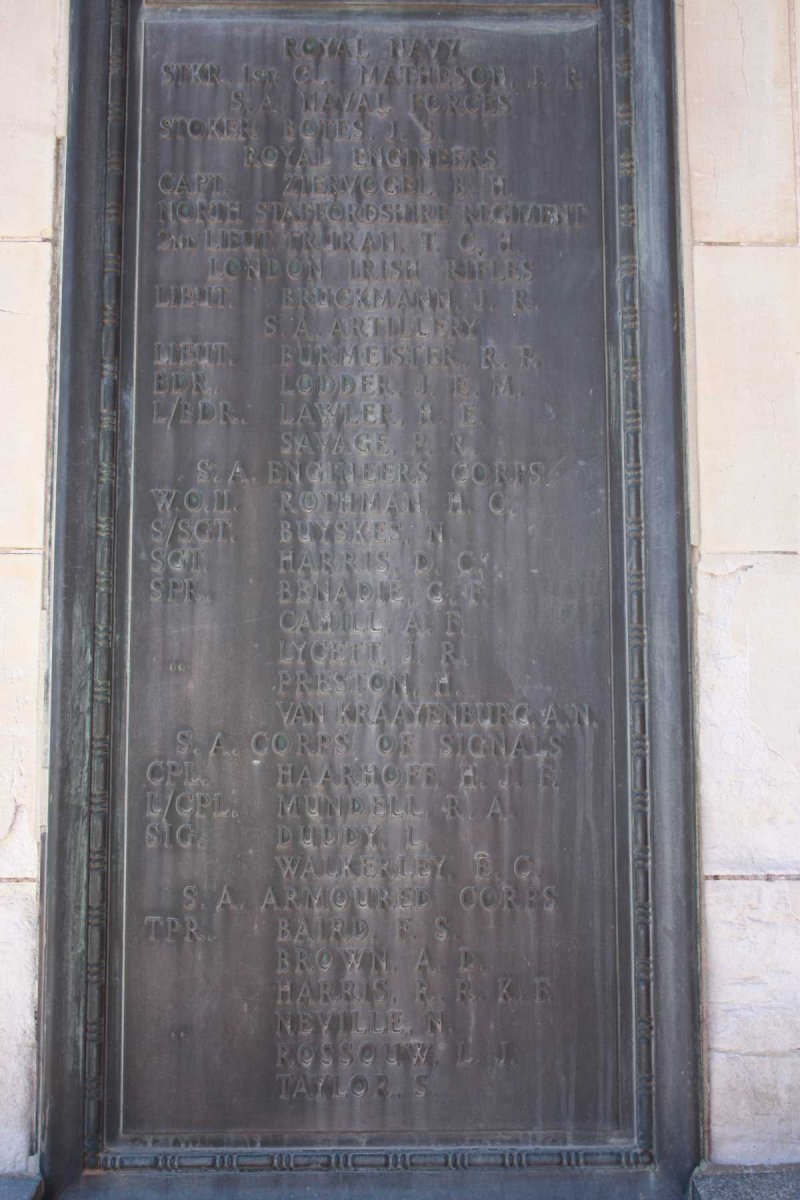 ROYAL NAVY
STKR. 1ST. CL. MATHESON, J. R.
S. A. NAVAL FORCES
STOKER BOTES, J. S.
ROYAL ENGINEERS
CAPT. ZIERVOGEL, B. H.
NORTH STAFFORDSHIRE REGIMENT
2ND LIEUT. TRURAN, T. C. H.
LONDON IRISH RIFLES
LIEUT. BRUCKMANN, J. R.
S. A. ARTILLERY
LIEUT. BURMEISTER, R. P.
BDR. LODDER, J. E. M.
L/BDR. LAWLER, H. E.
SAVAGE, P. R.
S. A. ENGINEERS CORPS.
W.O.II. ROTHMAN, H. C.
S/SGT. BUYSKES, N.
SGT. HARRIS, D. C.
SPR. BENADIE, G. F.
CAHILL, A. F.
" LYCETT, J. R.
PRESTON, H.
VAN KRAAYENBURG, A. N.
S. A. CORPS OF SIGNALS
CPL. HAARHOFF, H. J. F.
L/CPL. MUNDELL, R. A.
SIG. DUDDY, L.
WALKERLEY, E. C.
S. A. ARMOURED CORPS
TPR. BAIRD, F. S.
BROWN, A. D.
HARRIS, R. R. K. F.
" NEVILLE, N.
ROSSOUW, L. J.
TAYLOR, S.